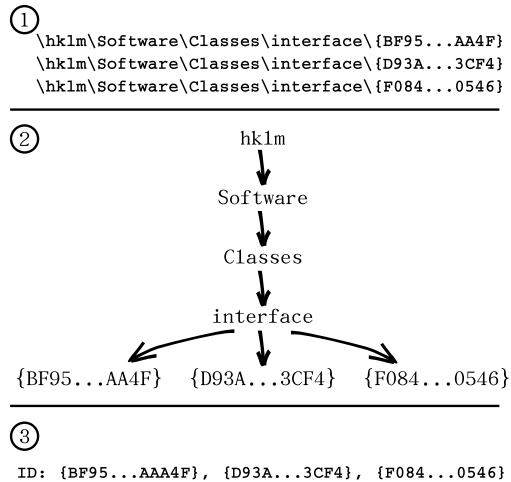 1
\hklm\Software\Classes\interface\{BF95...AA4F}
\hklm\Software\Classes\interface\{D93A...3CF4}
\hklm\Software\Classes\interface\{F084...0546}
2
hklm
Software
Classes
interface
{BF95...AA4F} {D93A...3CF4} {F084...0546}
3
ID: {BF95...AAA4F}, {D93A...3CF4}, {F084...0546}